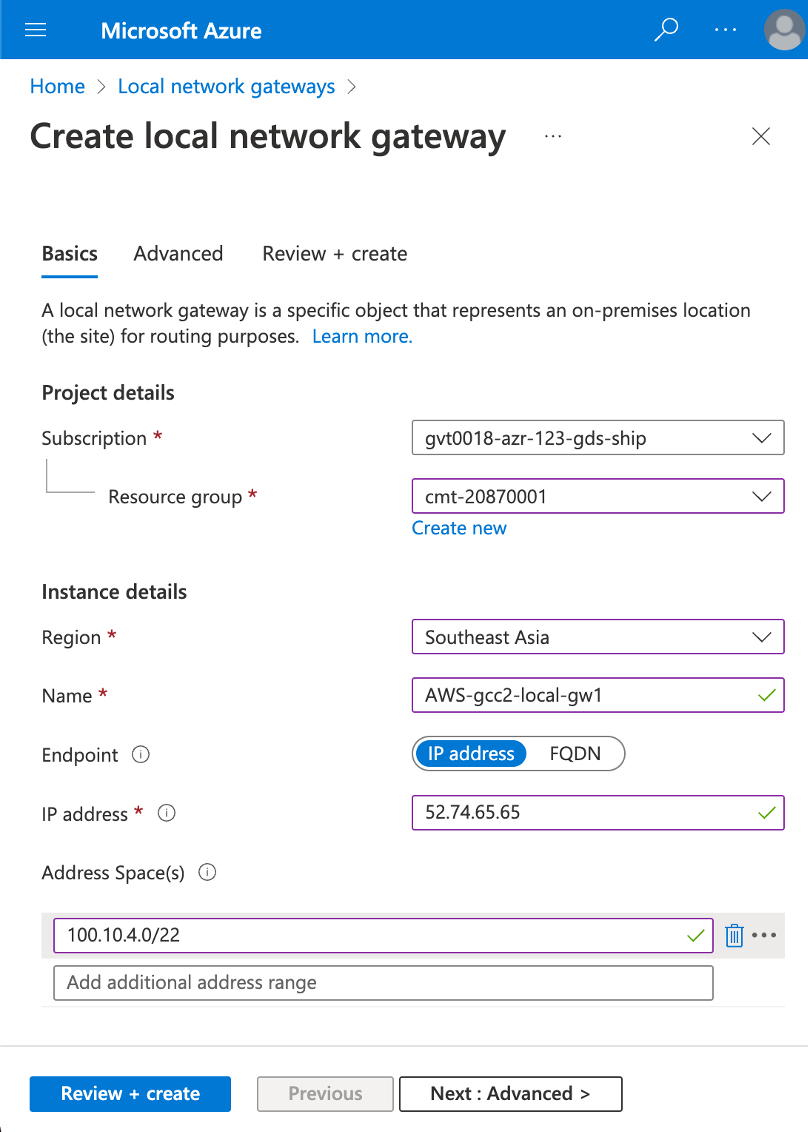 Microsoft Azure
Home > Local network gateways >
Create local network gateway ...
Basics Advanced Review + create
A local network gateway is a specific object that represents an on-premises location
(the site) for routing purposes. Learn more.
Project details
Subscription * gvt0018-azr-123-gds-ship
Resource group * cmt-20870001
Create new
Instance details
Region * Southeast Asia
Name * AWS-gcc2-local-gw1
Endpoint IP address FQDN
IP address * 52.74.65.65
Address Space(s)
100.10.4.0/22
Add additional address range
Review + create Previous Next : Advanced >